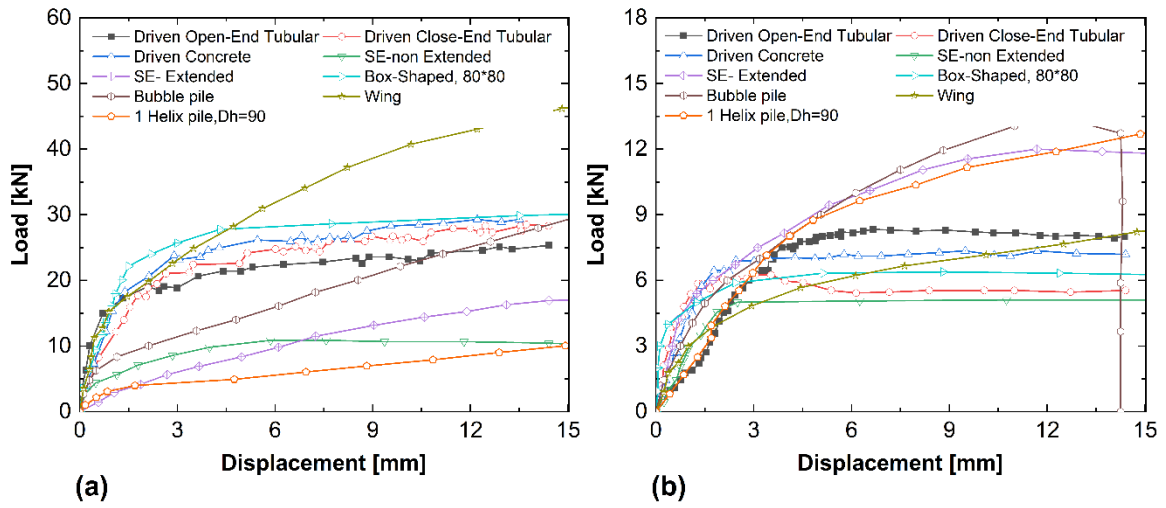 60
50
40
30
20
10
0
Load [kN]
Driven Open-End Tubular
Driven Close-End Tubular
Driven Concrete
SE-non Extended
SE- Extended
Box-Shaped, 80*80
Bubble pile
Wing
1 Helix pile,Dh=90
0 3 6 9 12 15
Displacement [mm]
(a)
18
15
12
9
6
3
0
Load [kN]
Driven Open-End Tubular
Driven Close-End Tubular
Driven Concrete
SE-non Extended
SE- Extended
Box-Shaped, 80*80
Bubble pile
Wing
1 Helix pile,Dh=90
0 3 6 9 12 15
Displacement [mm]
(b)